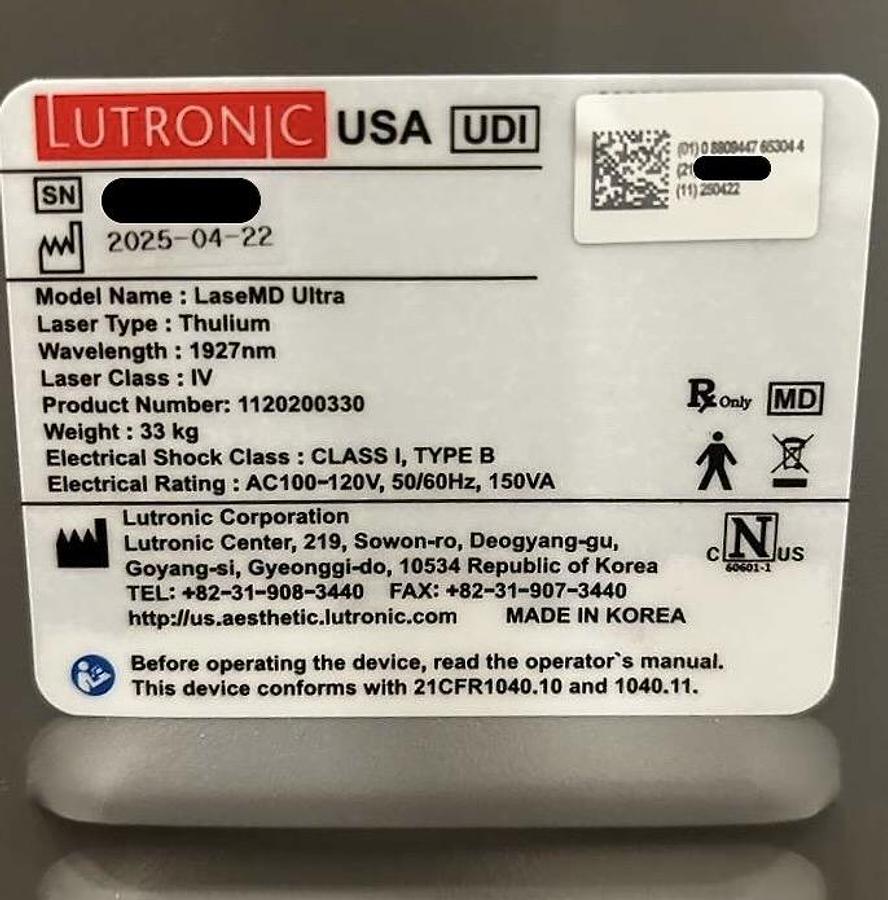 LUTRONIC USA UDI
(01) 0 8809447 65304 4
(21
(11) 250422
SN
2025-04-22
Model Name : LaseMD Ultra
Laser Type : Thulium
Wavelength : 1927nm
Laser Class : IV
Product Number: 1120200330
Weight : 33 kg
Electrical Shock Class : CLASS I, TYPE B
Electrical Rating : AC100-120V, 50/60Hz, 150VA
Rx Only MD
Lutronic Corporation
Lutronic Center, 219, Sowon-ro, Deogyang-gu,
Goyang-si, Gyeonggi-do, 10534 Republic of Korea
TEL: +82-31-908-3440 FAX: +82-31-907-3440
http://us.aesthetic.lutronic.com MADE IN KOREA
C N US
60601-1
Before operating the device, read the operator`s manual.
This device conforms with 21CFR1040.10 and 1040.11.